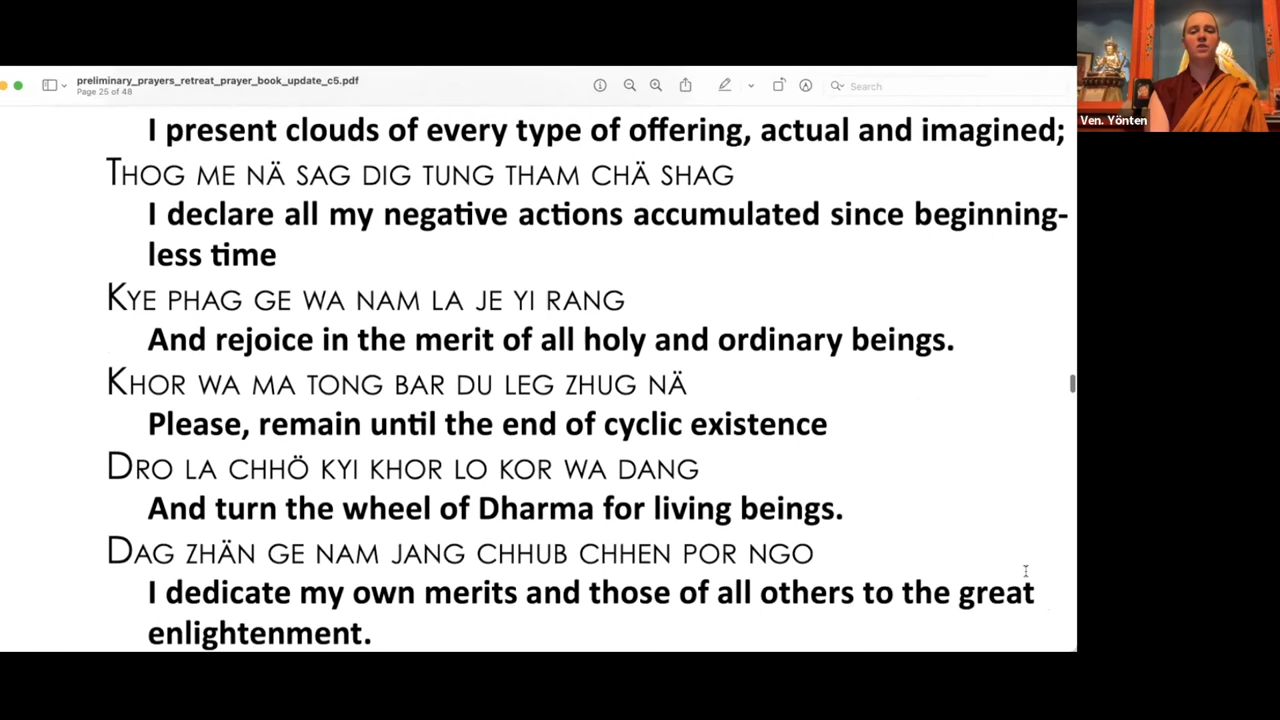 preliminary_prayers_retreat_prayer_book_update_c5.pdf
Page 25 of 48
Search
Ven. Yönten
I present clouds of every type of offering, actual and imagined;
THOG ME NÄ SAG DIG TUNG THAM CHÄ SHAG
I declare all my negative actions accumulated since beginning-
less time
KYE PHAG GE WA NAM LA JE YI RANG
And rejoice in the merit of all holy and ordinary beings.
KHOR WA MA TONG BAR DU LEG ZHUG NÄ
Please, remain until the end of cyclic existence
DRO LA CHHÖ KYI KHOR LO KOR WA DANG
And turn the wheel of Dharma for living beings.
DAG ZHÄN GE NAM JANG CHHUB CHHEN POR NGO
I dedicate my own merits and those of all others to the great
enlightenment.